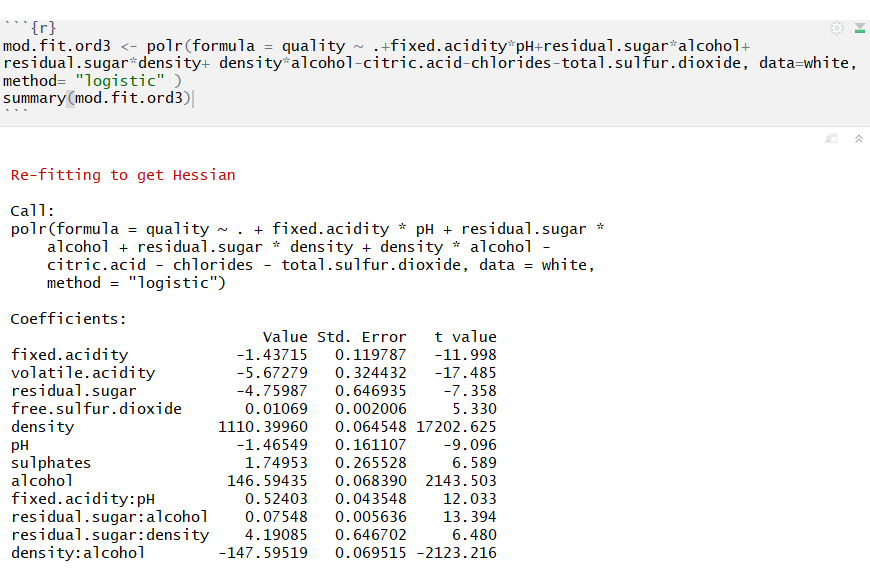 ```{r}
mod.fit.ord3 <- polr(formula = quality ~ .+fixed.acidity*pH+residual.sugar*alcohol+
residual.sugar*density+ density*alcohol-citric.acid-chlorides-total.sulfur.dioxide, data=white,
method= "logistic" )
summary(mod.fit.ord3)
```
Re-fitting to get Hessian
Call:
polr(formula = quality ~ . + fixed.acidity * pH + residual.sugar *
    alcohol + residual.sugar * density + density * alcohol -
    citric.acid - chlorides - total.sulfur.dioxide, data = white,
    method = "logistic")
Coefficients:
                            Value Std. Error   t value
fixed.acidity            -1.43715   0.119787   -11.998
volatile.acidity         -5.67279   0.324432   -17.485
residual.sugar           -4.75987   0.646935    -7.358
free.sulfur.dioxide       0.01069   0.002006     5.330
density                1110.39960   0.064548 17202.625
pH                       -1.46549   0.161107    -9.096
sulphates                 1.74953   0.265528     6.589
alcohol                 146.59435   0.068390  2143.503
fixed.acidity:pH          0.52403   0.043548    12.033
residual.sugar:alcohol    0.07548   0.005636    13.394
residual.sugar:density    4.19085   0.646702     6.480
density:alcohol        -147.59519   0.069515 -2123.216